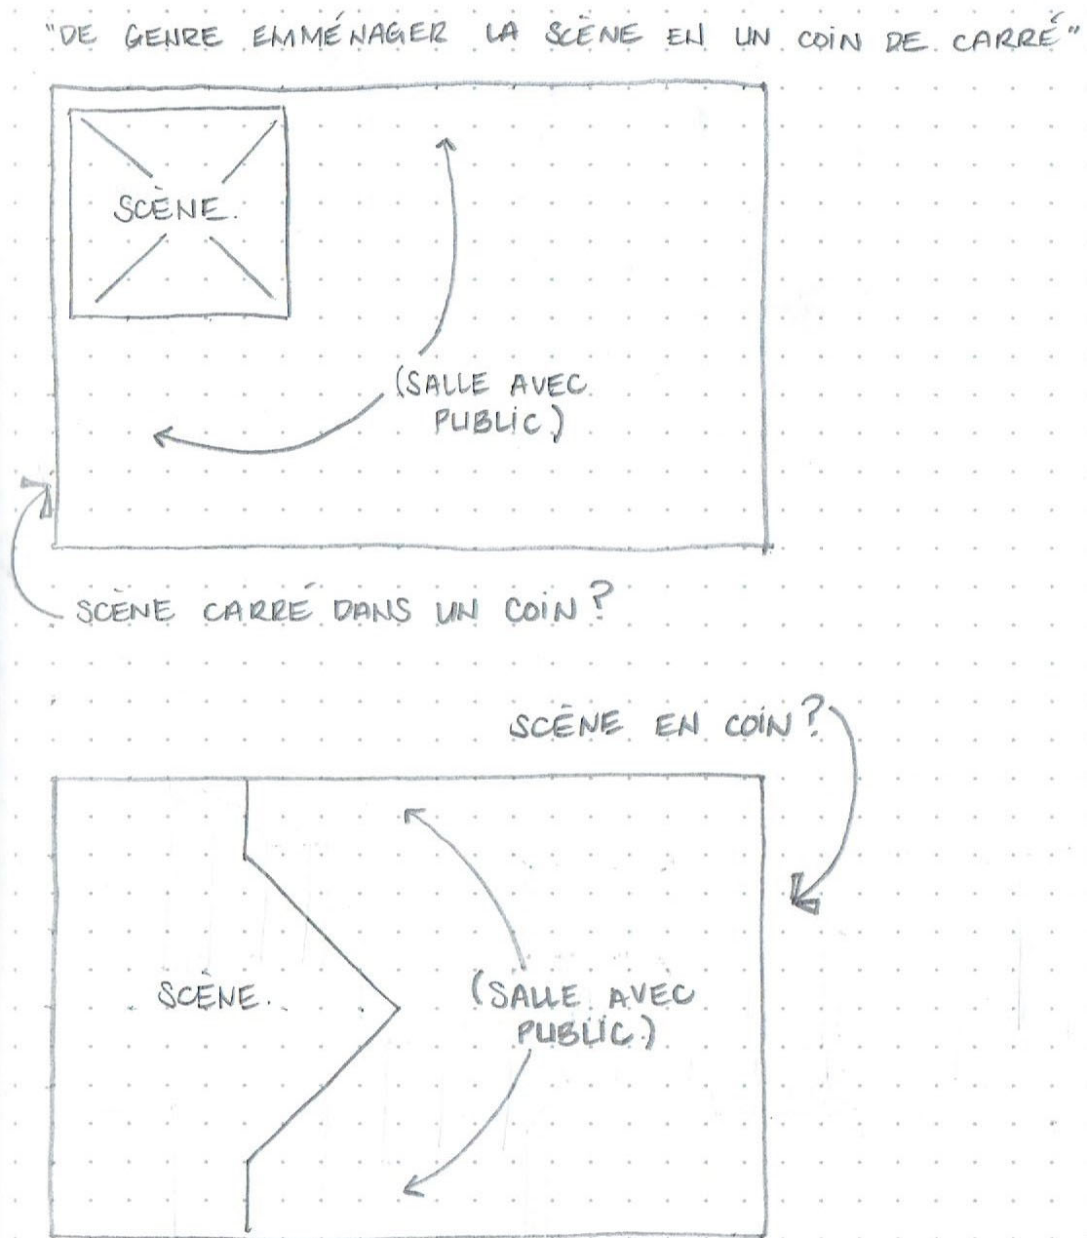 "DE GENRE EMMÉNAGER LA SCÈNE EN UN COIN DE CARRÉ"
SCÈNE.
(SALLE AVEC
PUBLIC)
SCÈNE CARRÉ DANS UN COIN?
SCÈNE EN COIN?
SCÈNE.
(SALLE AVEC
PUBLIC)